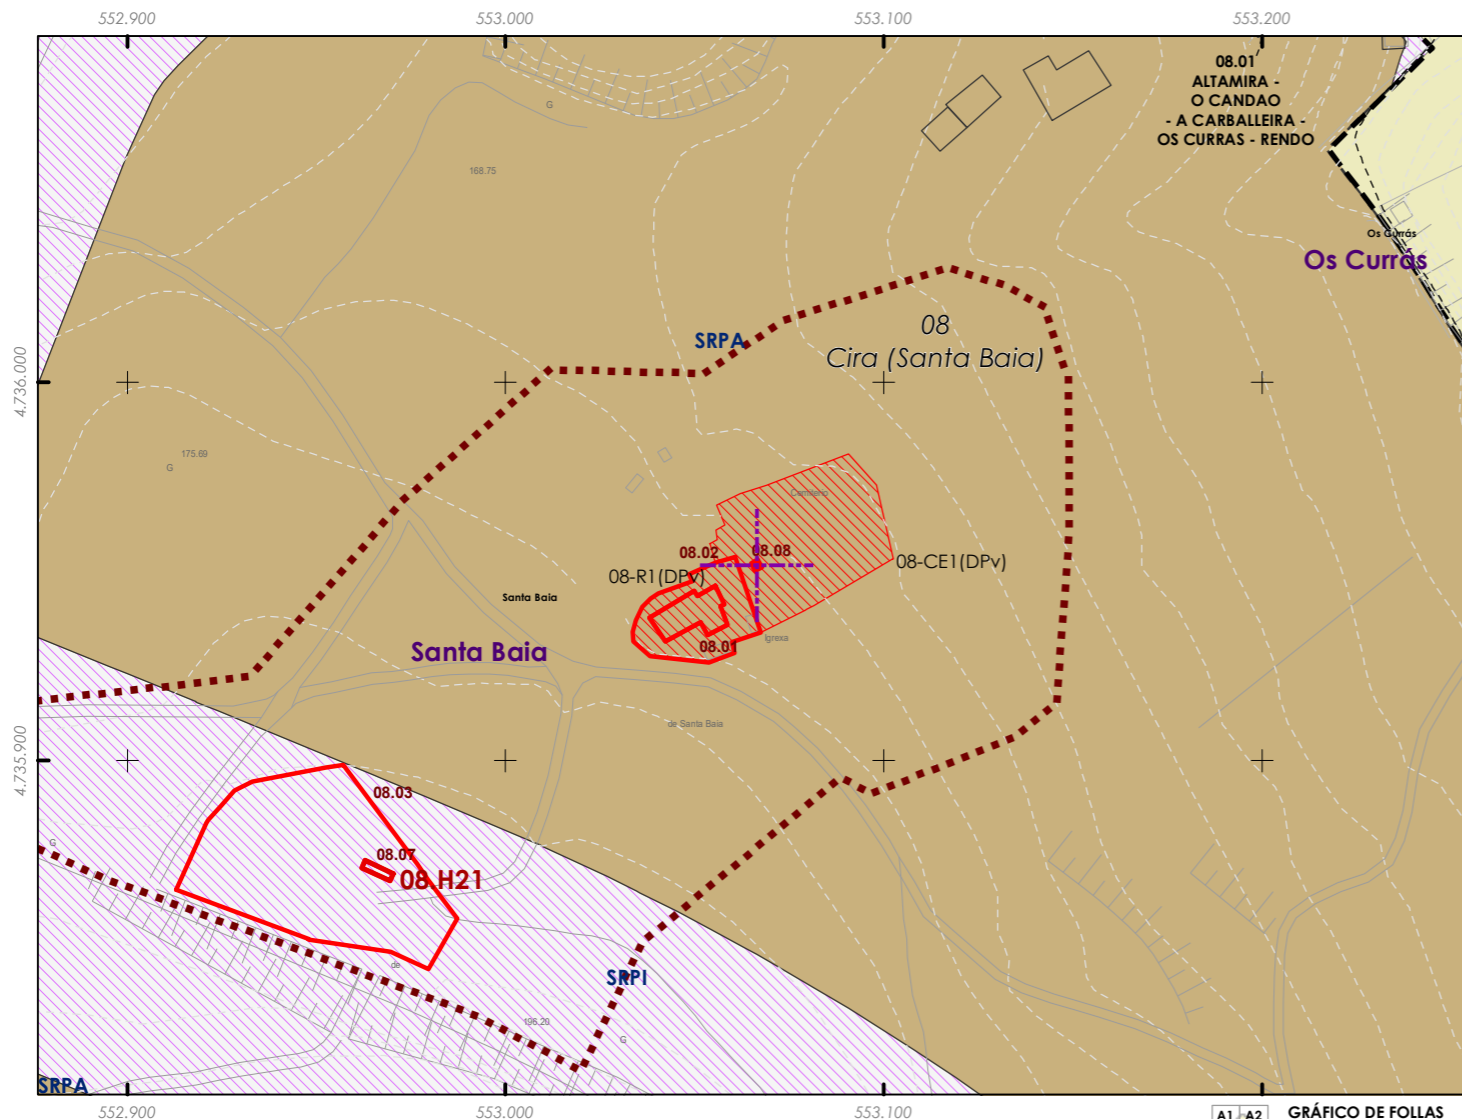 552.900
553.000
553.100
553.200
08.01
ALTAMIRA -
O CANDAO
- A CARBALLEIRA -
OS CURRAS - RENDO
G
168.75
Os Currás
Os Currás
SRPA
08
Cira (Santa Baia)
4.736.000
175.69
G
Cemiterio
08.02
08.08
08-R1(DPv)
08-CE1(DPv)
Santa Baia
Igrexa
08.01
Santa Baia
de Santa Baia
4.735.900
08.03
G
08.07
08.H21
de
SRPI
196.20
G
SRPA
552.900
553.000
553.100
553.200
A1 A2
GRÁFICO DE FOLLAS